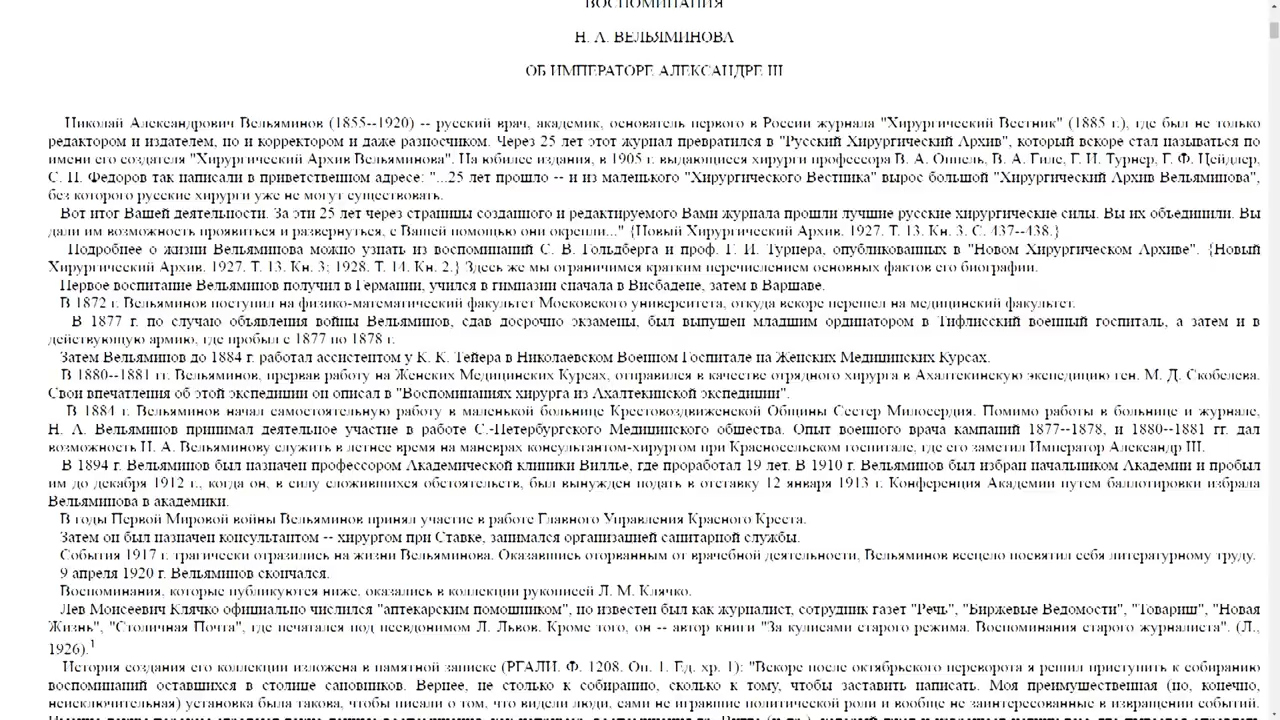 ВОСПОМИНАНИЯ
Н. А. ВЕЛЬЯМИНОВА
ОБ ИМПЕРАТОРЕ АЛЕКСАНДРЕ III
Николай Александрович Вельяминов (1855--1920) -- русский врач, академик, основатель первого в России журнала "Хирургический Вестник" (1885 г.), где был не только
редактором и издателем, но и корректором и даже разносчиком. Через 25 лет этот журнал превратился в "Русский Хирургический Архив", который вскоре стал называться по
имени его создателя "Хирургический Архив Вельяминова". На юбилее издания, в 1905 г. выдающиеся хирурги профессора В. А. Оппель, В. А. Гиле, Г. И. Турнер, Г. Ф. Цейдлер,
С. П. Федоров так написали в приветственном адресе: "...25 лет прошло -- и из маленького "Хирургического Вестника" вырос большой "Хирургический Архив Вельяминова",
без которого русские хирурги уже не могут существовать.
Вот итог Вашей деятельности. За эти 25 лет через страницы созданного и редактируемого Вами журнала прошли лучшие русские хирургические силы. Вы их объединили. Вы
дали им возможность проявиться и развернуться, с Вашей помощью они окрепли..." {Новый Хирургический Архив. 1927. Т. 13. Кн. 3. С. 437--438.}
Подробнее о жизни Вельяминова можно узнать из воспоминаний С. В. Гольдберга и проф. Г. И. Турнера, опубликованных в "Новом Хирургическом Архиве". {Новый
Хирургический Архив. 1927. Т. 13. Кн. 3; 1928. Т. 14. Кн. 2.} Здесь же мы ограничимся кратким перечислением основных фактов его биографии.
Первое воспитание Вельяминов получил в Германии, учился в гимназии сначала в Висбадене, затем в Варшаве.
В 1872 г. Вельяминов поступил на физико-математический факультет Московского университета, откуда вскоре перешел на медицинский факультет.
В 1877 г. по случаю объявления войны Вельяминов, сдав досрочно экзамены, был выпущен младшим ординатором в Тифлисский военный госпиталь, а затем и в
действующую армию, где пробыл с 1877 по 1878 г.
Затем Вельяминов до 1884 г. работал ассистентом у К. К. Рейера в Николаевском Военном Госпитале на Женских Медицинских Курсах.
В 1880--1881 гг. Вельяминов, прервав работу на Женских Медицинских Курсах, отправился в качестве отрядного хирурга в Ахалтекинскую экспедицию ген. М. Д. Скобелева.
Свои впечатления об этой экспедиции он описал в "Воспоминаниях хирурга из Ахалтекинской экспедиции".
В 1884 г. Вельяминов начал самостоятельную работу в маленькой больнице Крестовоздвиженской Общины Сестер Милосердия. Помимо работы в больнице и журнале,
Н. А. Вельяминов принимал деятельное участие в работе С.-Петербургского Медицинского общества. Опыт военного врача кампаний 1877--1878, и 1880--1881 гг. дал
возможность Н. А. Вельяминову служить в летнее время на маневрах консультантом-хирургом при Красносельском госпитале, где его заметил Император Александр III.
В 1894 г. Вельяминов был назначен профессором Академической клиники Виллье, где проработал 19 лет. В 1910 г. Вельяминов был избран начальником Академии и пробыл
им до декабря 1912 г., когда он, в силу сложившихся обстоятельств, был вынужден подать в отставку 12 января 1913 г. Конференция Академии путем баллотировки избрала
Вельяминова в академики.
В годы Первой Мировой войны Вельяминов принял участие в работе Главного Управления Красного Креста.
Затем он был назначен консультантом -- хирургом при Ставке, занимался организацией санитарной службы.
События 1917 г. трагически отразились на жизни Вельяминова. Оказавшись оторванным от врачебной деятельности, Вельяминов всецело посвятил себя литературному труду.
9 апреля 1920 г. Вельяминов скончался.
Воспоминания, которые публикуются ниже, оказались в коллекции рукописей Л. М. Клячко.
Лев Моисеевич Клячко официально числился "аптекарским помощником", но известен был как журналист, сотрудник газет "Речь", "Биржевые Ведомости", "Товарищ", "Новая
Жизнь", "Столичная Почта", где печатался под псевдонимом Л. Львов. Кроме того, он -- автор книги "За кулисами старого режима. Воспоминания старого журналиста". (Л.,
1926).1
История создания его коллекции изложена в памятной записке (РГАЛИ. Ф. 1208. Оп. 1. Ед. хр. 1): "Вскоре после октябрьского переворота я решил приступить к собиранию
воспоминаний оставшихся в столице сановников. Вернее, не столько к собиранию, сколько к тому, чтобы заставить написать. Моя преимущественная (но, конечно,
неисключительная) установка была такова, чтобы писали о том, что видели люди, сами не игравшие политической роли и вообще не заинтересованные в извращении событий.